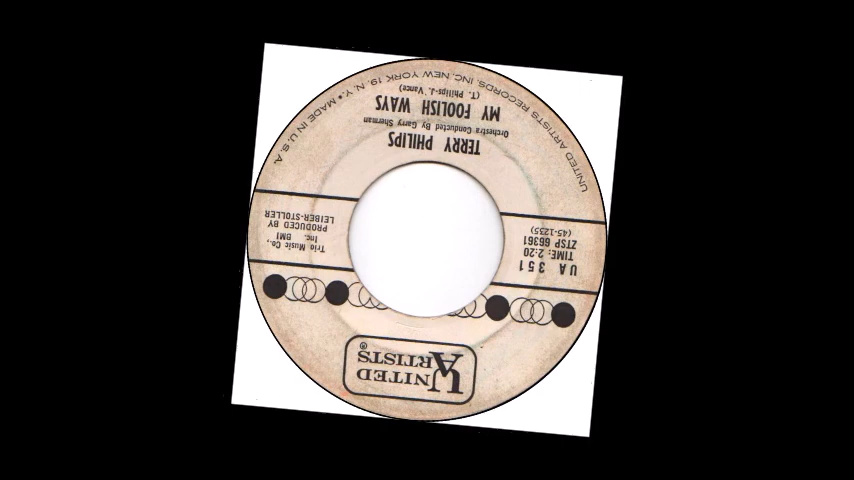 UNITED
ARTISTS®
UA 351
TIME: 2:20
ZTSP 66361
(45-1235)
Trio Music Co.,
Inc. BMI
PRODUCED BY
LEIBER-STOLLER
TERRY PHILIPS
Orchestra Conducted By Garry Sherman
MY FOOLISH WAYS
(T. Philips-J. Vance)
UNITED ARTISTS RECORDS, INC. NEW YORK 19, N. Y. • MADE IN U. S. A.